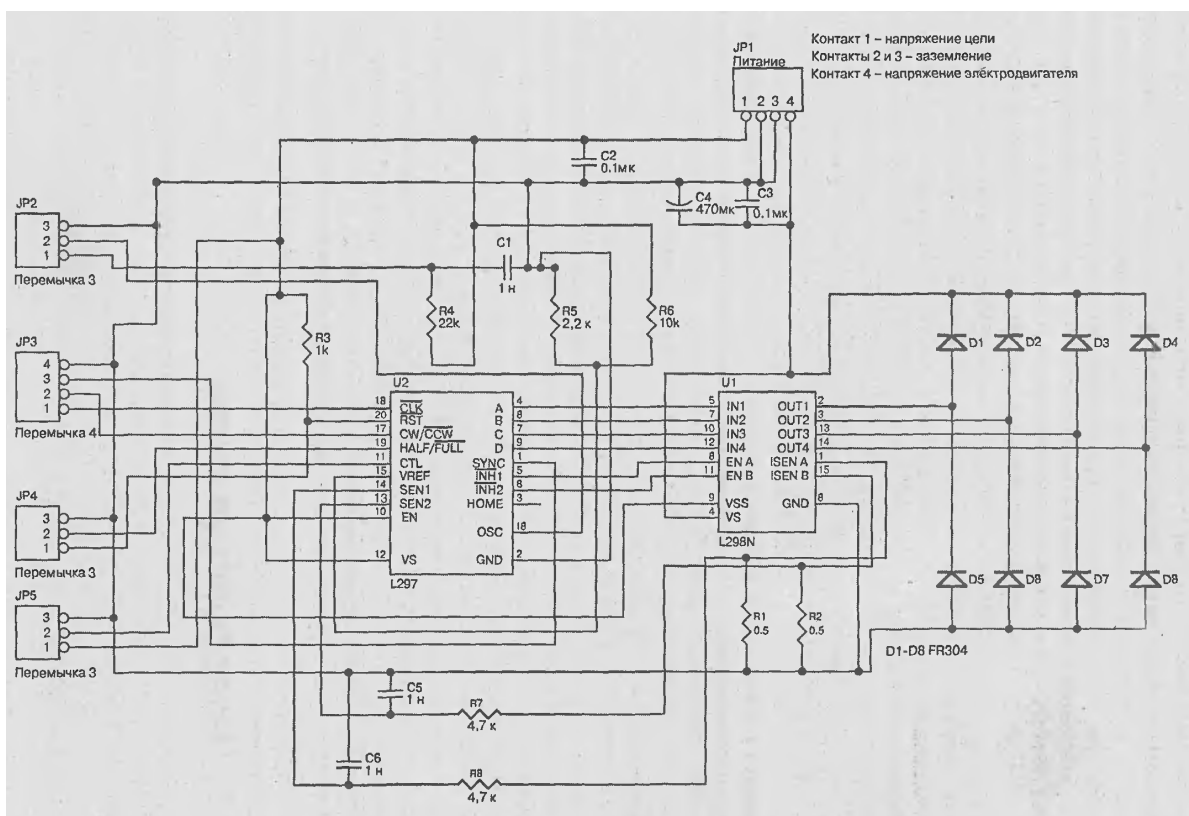 Контакт 1 – напряжение цепи
Контакты 2 и 3 – заземление
Контакт 4 – напряжение электродвигателя
JP1
Питание
1 2 3 4
C2
0.1мк
C4
470мк
C3
0.1мк
JP2
3
2
1
Перемычка 3
C1
1 н
R4
22k
R5
2,2 к
R6
10k
R3
1k
JP3
4
3
2
1
Перемычка 4
D1
D2
D3
D4
U2
18 CLK
20 RST
17 CW/CCW
19 HALF/FULL
11 CTL
15 VREF
14 SEN1
13 SEN2
10 EN
12 VS
A 4
B 6
C 7
D 9
SYNC 1
INH1 5
INH2 8
HOME 3
OSC 16
GND 2
L297
U1
5 IN1
7 IN2
10 IN3
12 IN4
6 EN A
11 EN B
9 VSS
4 VS
OUT1 2
OUT2 3
OUT3 13
OUT4 14
ISEN A 1
ISEN B 15
GND 8
L298N
JP4
3
2
1
Перемычка 3
JP5
3
2
1
Перемычка 3
D5
D8
D7
D8
R1
0.5
R2
0.5
D1-D8 FR304
C5
1 н
R7
4,7 к
C6
1 н
R8
4,7 к